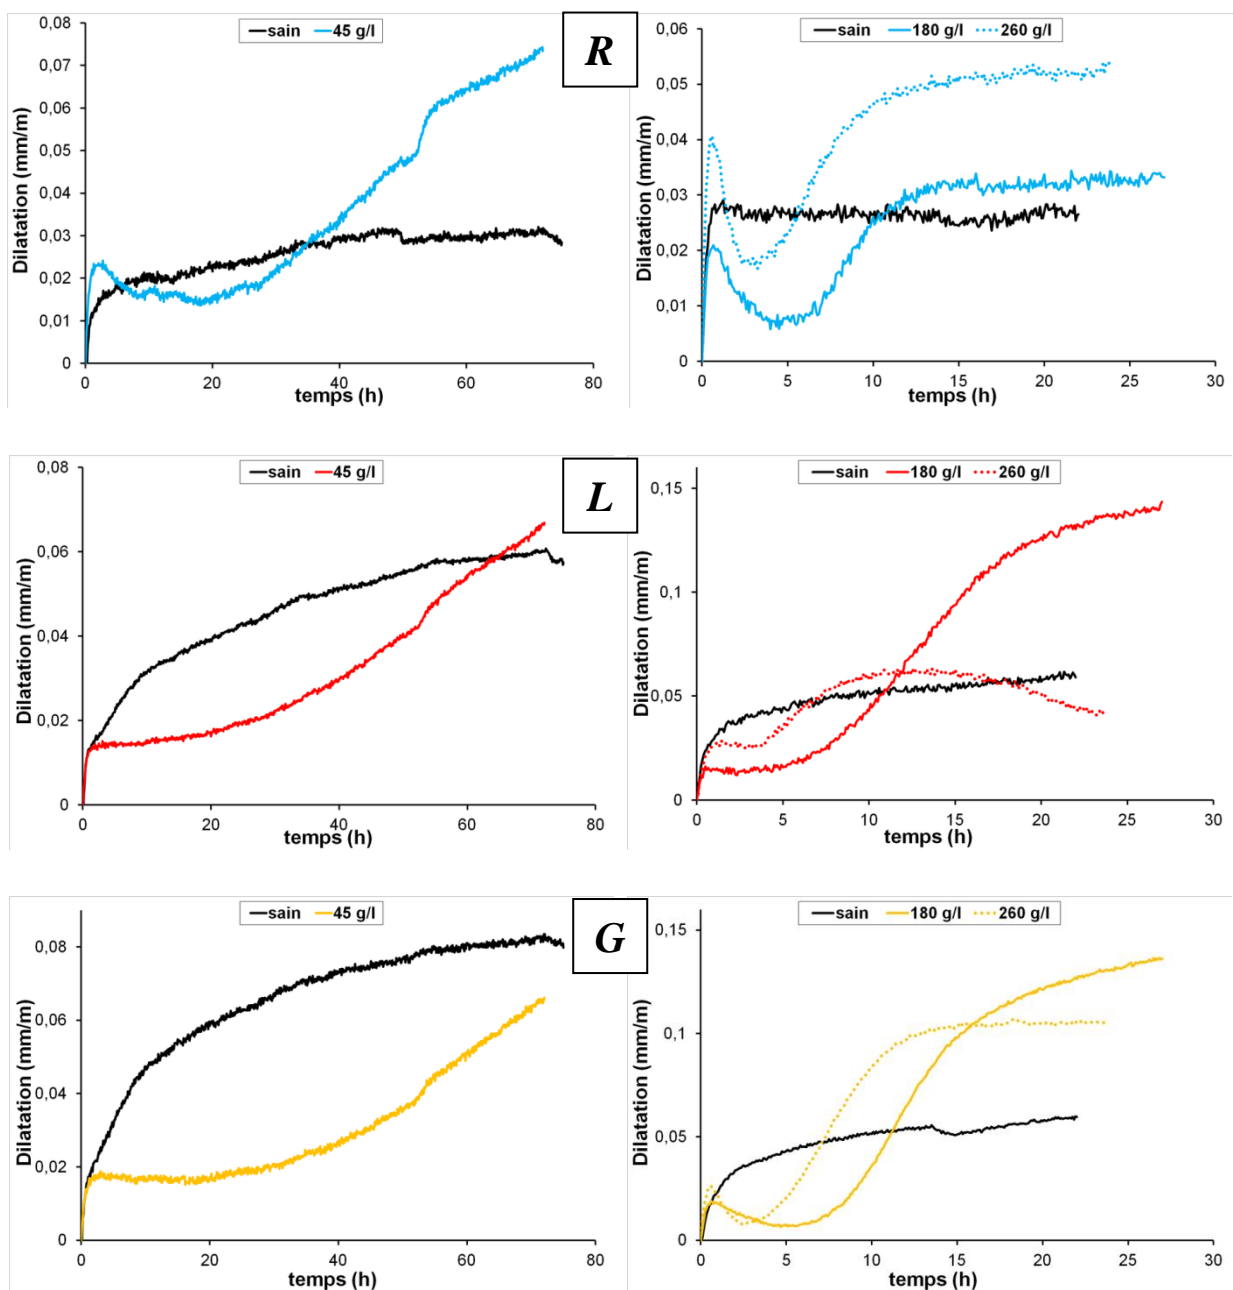 sain 45 g/l
R
sain 180 g/l 260 g/l
Dilatation (mm/m)
0,08
0,07
0,06
0,05
0,04
0,03
0,02
0,01
0
0 20 40 60 80
temps (h)
Dilatation (mm/m)
0,06
0,05
0,04
0,03
0,02
0,01
0
0 5 10 15 20 25 30
temps (h)
sain 45 g/l
L
sain 180 g/l 260 g/l
Dilatation (mm/m)
0,08
0,06
0,04
0,02
0
0 20 40 60 80
temps (h)
Dilatation (mm/m)
0,15
0,1
0,05
0
0 5 10 15 20 25 30
temps (h)
sain 45 g/l
G
sain 180 g/l 260 g/l
Dilatation (mm/m)
0,08
0,06
0,04
0,02
0
0 20 40 60 80
temps (h)
Dilatation (mm/m)
0,15
0,1
0,05
0
0 5 10 15 20 25 30
temps (h)